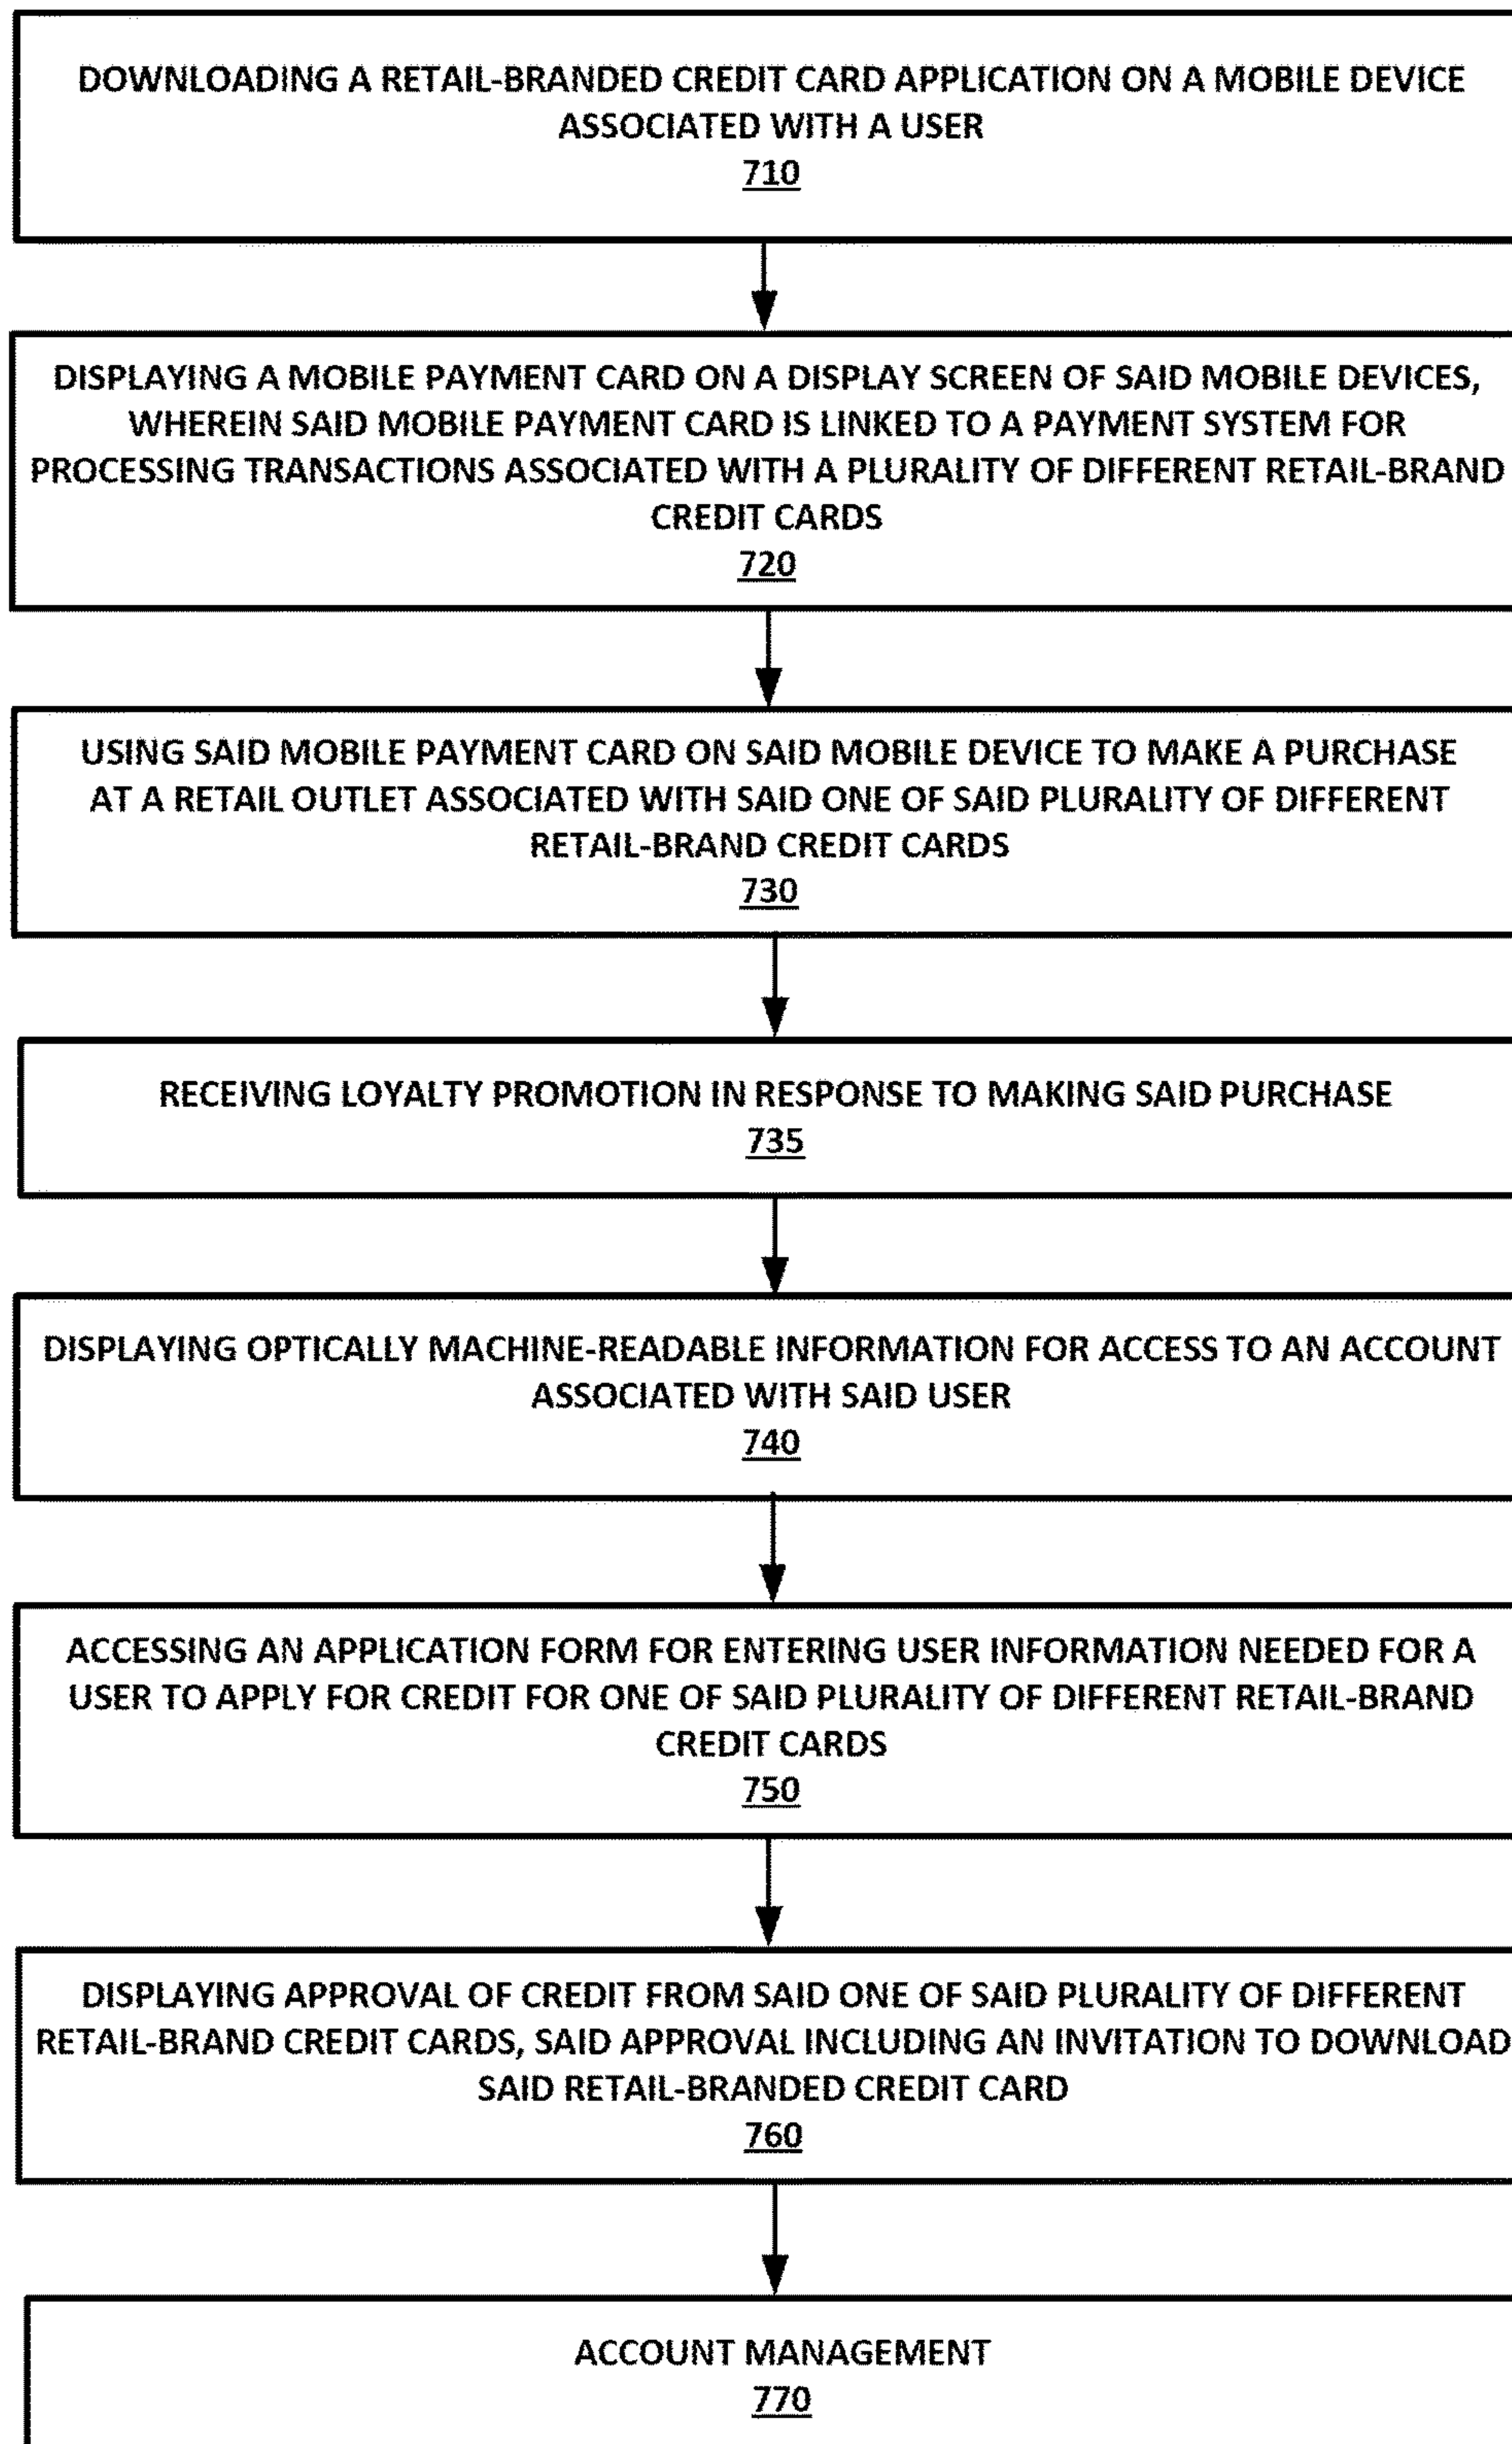 DOWNLOADING A RETAIL-BRANDED CREDIT CARD APPLICATION ON A MOBILE DEVICE
ASSOCIATED WITH A USER
710
DISPLAYING A MOBILE PAYMENT CARD ON A DISPLAY SCREEN OF SAID MOBILE DEVICES,
WHEREIN SAID MOBILE PAYMENT CARD IS LINKED TO A PAYMENT SYSTEM FOR
PROCESSING TRANSACTIONS ASSOCIATED WITH A PLURALITY OF DIFFERENT RETAIL-BRAND
CREDIT CARDS
720
USING SAID MOBILE PAYMENT CARD ON SAID MOBILE DEVICE TO MAKE A PURCHASE
AT A RETAIL OUTLET ASSOCIATED WITH SAID ONE OF SAID PLURALITY OF DIFFERENT
RETAIL-BRAND CREDIT CARDS
730
RECEIVING LOYALTY PROMOTION IN RESPONSE TO MAKING SAID PURCHASE
735
DISPLAYING OPTICALLY MACHINE-READABLE INFORMATION FOR ACCESS TO AN ACCOUNT
ASSOCIATED WITH SAID USER
740
ACCESSING AN APPLICATION FORM FOR ENTERING USER INFORMATION NEEDED FOR A
USER TO APPLY FOR CREDIT FOR ONE OF SAID PLURALITY OF DIFFERENT RETAIL-BRAND
CREDIT CARDS
750
DISPLAYING APPROVAL OF CREDIT FROM SAID ONE OF SAID PLURALITY OF DIFFERENT
RETAIL-BRAND CREDIT CARDS, SAID APPROVAL INCLUDING AN INVITATION TO DOWNLOAD
SAID RETAIL-BRANDED CREDIT CARD
760
ACCOUNT MANAGEMENT
770